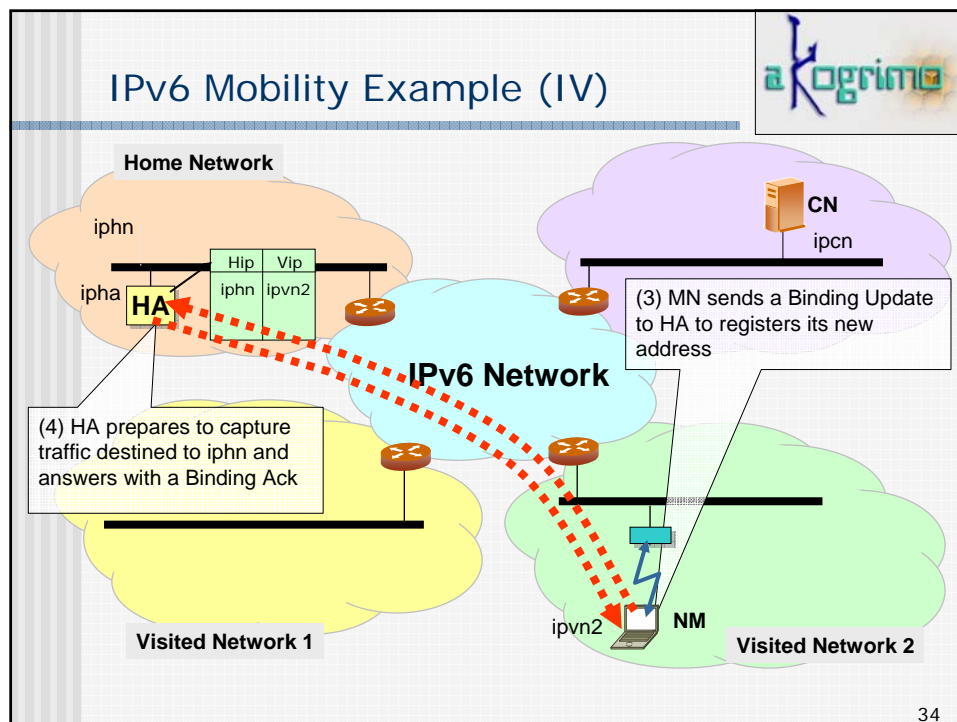 IPv6 Mobility Example (IV)
akogrimo
Home Network
CN
iphn
ipcn
Hip Vip
ipha
iphn ipvn2
HA
(3) MN sends a Binding Update
to HA to registers its new
address
IPv6 Network
(4) HA prepares to capture
traffic destined to iphn and
answers with a Binding Ack
ipvn2
NM
Visited Network 1
Visited Network 2
34